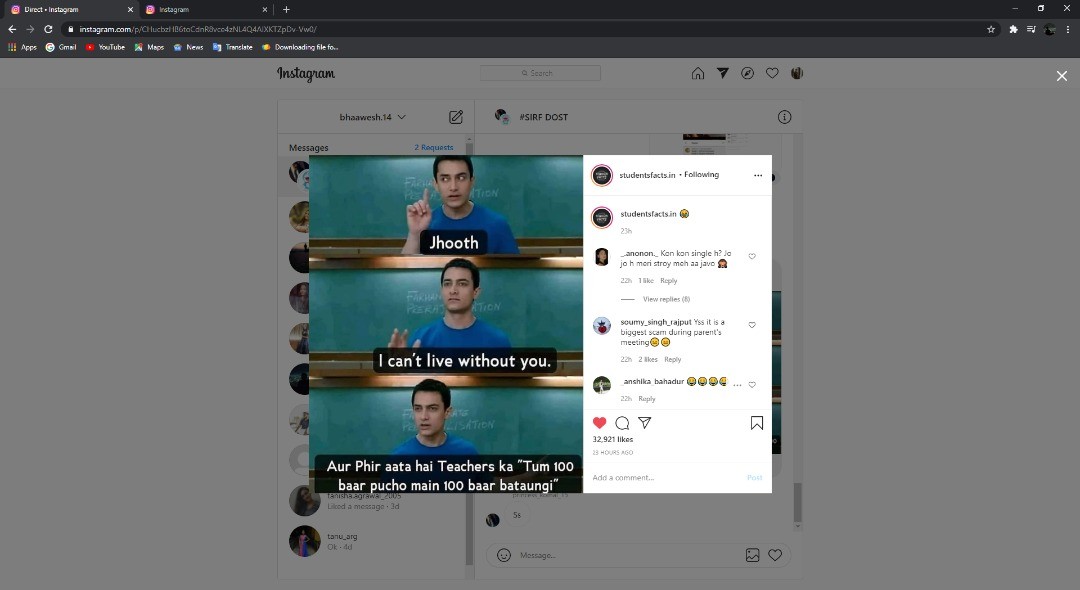 Direct • Instagram
Instagram
instagram.com/p/CHucbzHB6toCdnR8vce4zNL4Q4AiXKTZpDv-Vw0/
Apps
Gmail
YouTube
Maps
News
Translate
Downloading file fo...
Instagram
Search
bhaawesh.14
#SIRF DOST
Messages
2 Requests
Jhooth
I can't live without you.
Aur Phir aata hai Teachers ka "Tum 100
baar pucho main 100 baar bataungi"
studentsfacts.in • Following
studentsfacts.in 😂
23h
_.anonon._ Kon kon single h? Jo
jo h meri stroy meh aa javo 🙈
22h 1 like Reply
View replies (8)
soumy_singh_rajput Yss it is a
biggest scam during parent's
meeting
22h 2 likes Reply
_anshika_bahadur 😂😂😂😂
22h Reply
32,921 likes
23 HOURS AGO
Add a comment...
Post
tanisha.agrawal_2005
Liked a message · 3d
tanu_arg
Ok · 4d
Ss
Message...